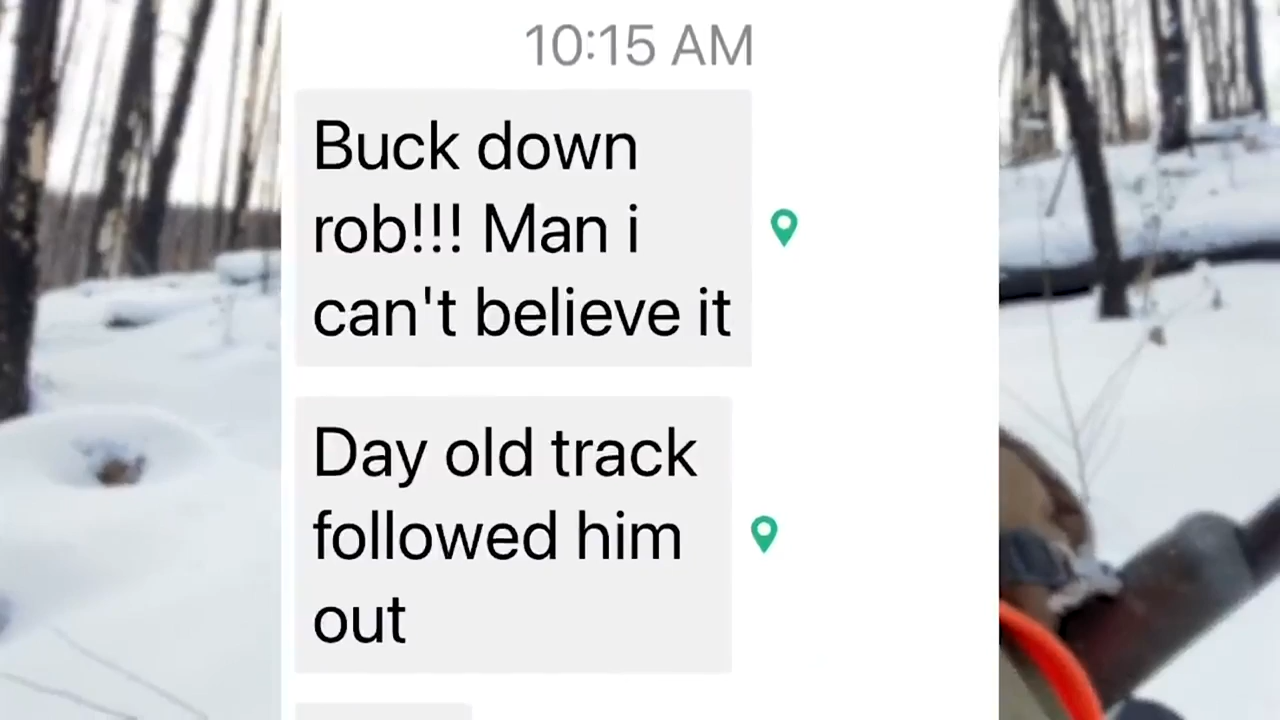 10:15 AM
Buck down
rob!!! Man i
can't believe it
Day old track
followed him
out